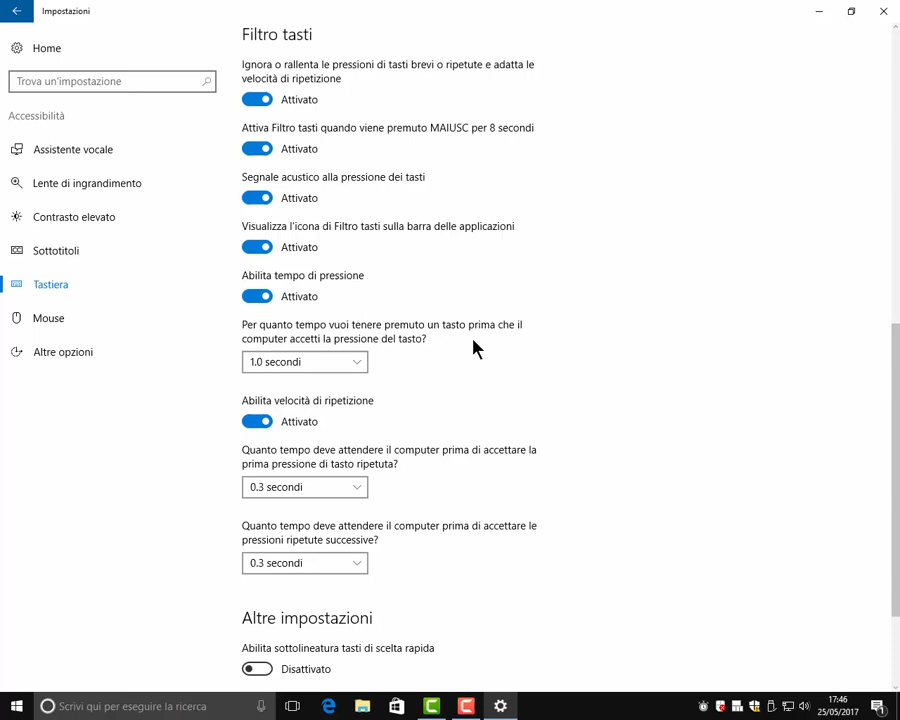 Impostazioni
Home
Trova un'impostazione
Accessibilità
Assistente vocale
Lente di ingrandimento
Contrasto elevato
Sottotitoli
Tastiera
Mouse
Altre opzioni
Filtro tasti
Ignora o rallenta le pressioni di tasti brevi o ripetute e adatta le
velocità di ripetizione
Attivato
Attiva Filtro tasti quando viene premuto MAIUSC per 8 secondi
Attivato
Segnale acustico alla pressione dei tasti
Attivato
Visualizza l'icona di Filtro tasti sulla barra delle applicazioni
Attivato
Abilita tempo di pressione
Attivato
Per quanto tempo vuoi tenere premuto un tasto prima che il
computer accetti la pressione del tasto?
1.0 secondi
Abilita velocità di ripetizione
Attivato
Quanto tempo deve attendere il computer prima di accettare la
prima pressione di tasto ripetuta?
0.3 secondi
Quanto tempo deve attendere il computer prima di accettare le
pressioni ripetute successive?
0.3 secondi
Altre impostazioni
Abilita sottolineatura tasti di scelta rapida
Disattivato
Scrivi qui per eseguire la ricerca
17:46
25/05/2017
1